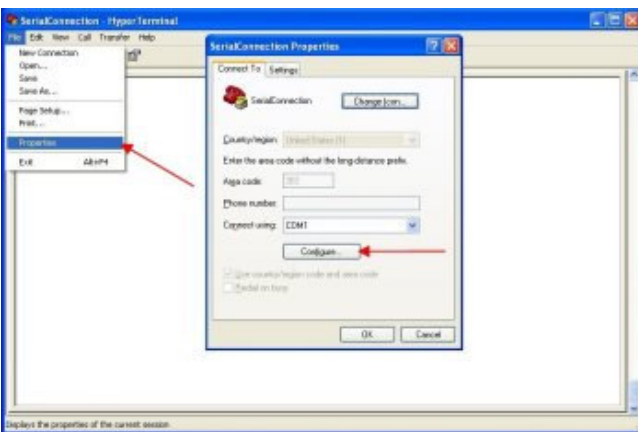 SerialConnection - HyperTerminal
File Edit View Call Transfer Help
New Connection
Open...
Save
Save As...
Page Setup...
Print...
Properties
Exit Alt+F4
SerialConnection Properties
Connect To Settings
SerialConnection Change Icon...
Country/region: United States (1)
Enter the area code without the long-distance prefix.
Area code:
Phone number:
Connect using: COM1
Configure...
Use country/region code and area code
Redial on busy
OK Cancel
Displays the properties of the current session